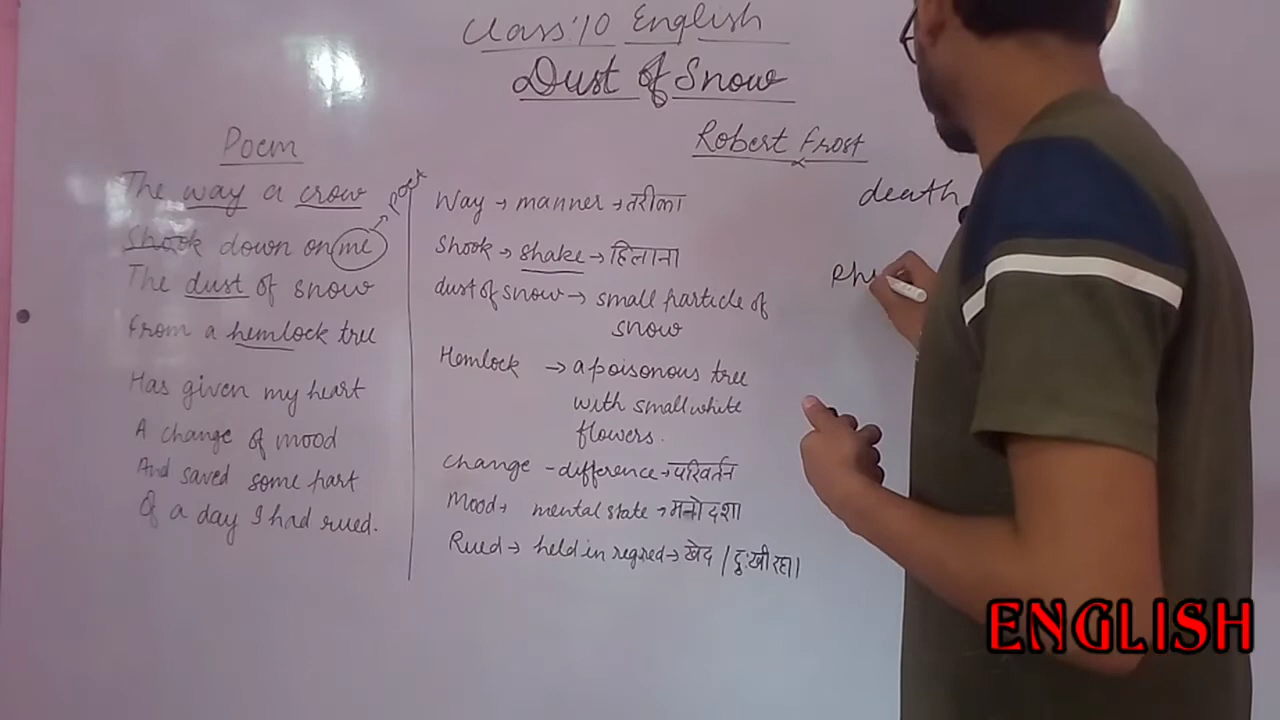 Class '10 English
Dust of Snow
Robert Frost
Poem
The way a crow
Shook down on me → Poet
The dust of snow
From a hemlock tree
Has given my heart
A change of mood
And saved some part
Of a day I had rued.
Way → manner → तरीका
Shook → shake → हिलाना
dust of snow → small particle of
snow
Hemlock → a poisonous tree
with small white
flowers.
Change - difference → परिवर्तन
Mood → mental state → मनोदशा
Rued → held in regred → खेद / दुःखी रहा।
death
ENGLISH